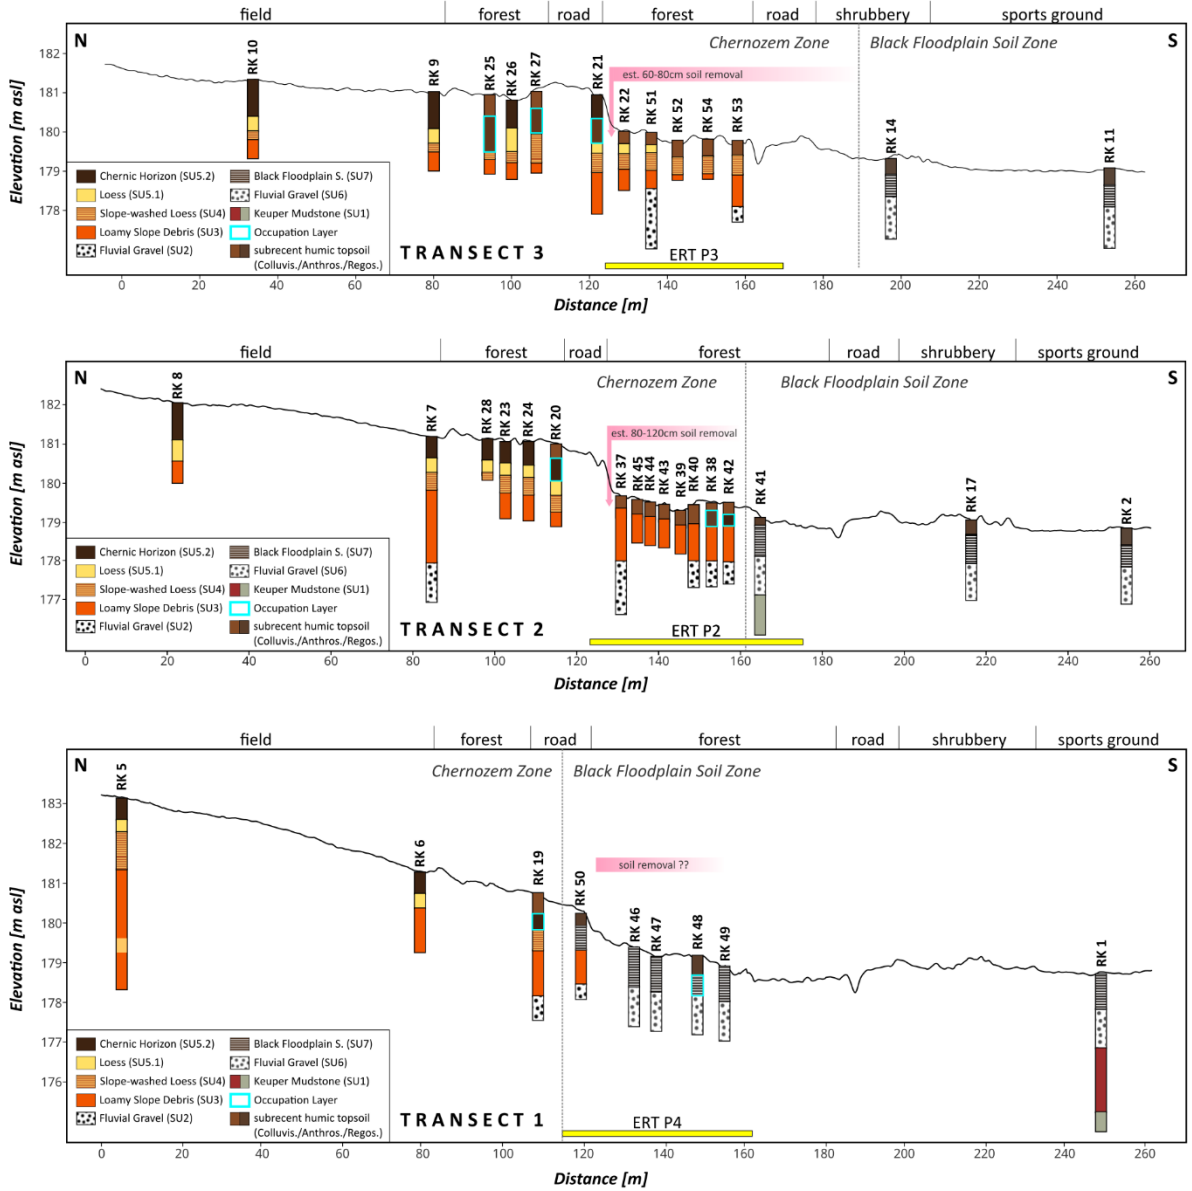 field forest road forest road shrubbery sports ground
N Chernozem Zone Black Floodplain Soil Zone S
182
181
180
179
178
Elevation [m asl]
RK 10 RK 9 RK 25 RK 26 RK 27 RK 21 RK 22 RK 51 RK 52 RK 54 RK 53 RK 14 RK 11
est. 60-80cm soil removal
Chernic Horizon (SU5.2) Black Floodplain S. (SU7)
Loess (SU5.1) Fluvial Gravel (SU6)
Slope-washed Loess (SU4) Keuper Mudstone (SU1)
Loamy Slope Debris (SU3) Occupation Layer
Fluvial Gravel (SU2) subrecent humic topsoil
(Colluvis./Anthros./Regos.)
TRANSECT 3 ERT P3
0 20 40 60 80 100 120 140 160 180 200 220 240 260
Distance [m]
field forest road forest road shrubbery sports ground
N Chernozem Zone Black Floodplain Soil Zone S
182
181
180
179
178
177
Elevation [m asl]
RK 8 RK 7 RK 28 RK 23 RK 24 RK 20 RK 37 RK 45 RK 44 RK 43 RK 39 RK 40 RK 38 RK 42 RK 41 RK 17 RK 2
est. 80-120cm soil removal
Chernic Horizon (SU5.2) Black Floodplain S. (SU7)
Loess (SU5.1) Fluvial Gravel (SU6)
Slope-washed Loess (SU4) Keuper Mudstone (SU1)
Loamy Slope Debris (SU3) Occupation Layer
Fluvial Gravel (SU2) subrecent humic topsoil
(Colluvis./Anthros./Regos.)
TRANSECT 2 ERT P2
0 20 40 60 80 100 120 140 160 180 200 220 240 260
Distance [m]
field forest road forest road shrubbery sports ground
N Chernozem Zone Black Floodplain Soil Zone S
183
182
181
180
179
178
177
176
Elevation [m asl]
RK 5 RK 6 RK 19 RK 50 RK 46 RK 47 RK 48 RK 49 RK 1
soil removal ??
Chernic Horizon (SU5.2) Black Floodplain S. (SU7)
Loess (SU5.1) Fluvial Gravel (SU6)
Slope-washed Loess (SU4) Keuper Mudstone (SU1)
Loamy Slope Debris (SU3) Occupation Layer
Fluvial Gravel (SU2) subrecent humic topsoil
(Colluvis./Anthros./Regos.)
TRANSECT 1 ERT P4
0 20 40 60 80 100 120 140 160 180 200 220 240 260
Distance [m]